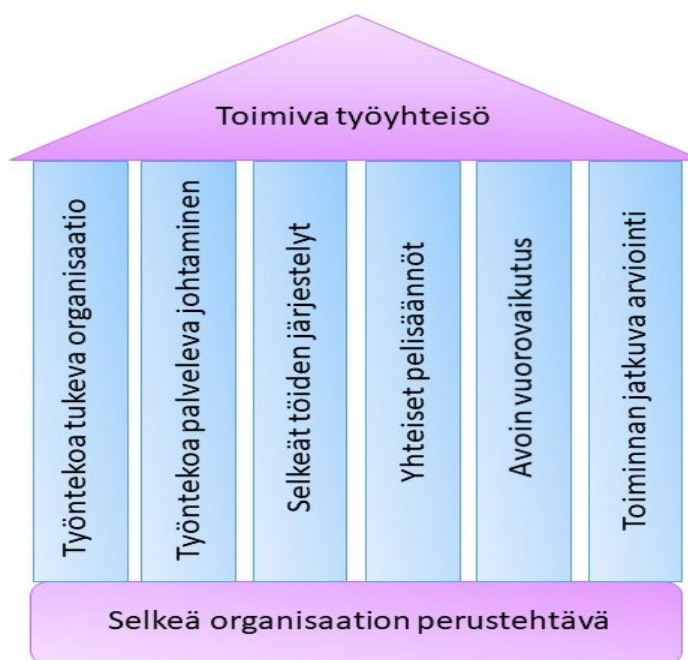 Toimiva työyhteisö
Työntekoa tukeva organisaatio
Työntekoa palveleva johtaminen
Selkeät töiden järjestelyt
Yhteiset pelisäännöt
Avoin vuorovaikutus
Toiminnan jatkuva arviointi
Selkeä organisaation perustehtävä